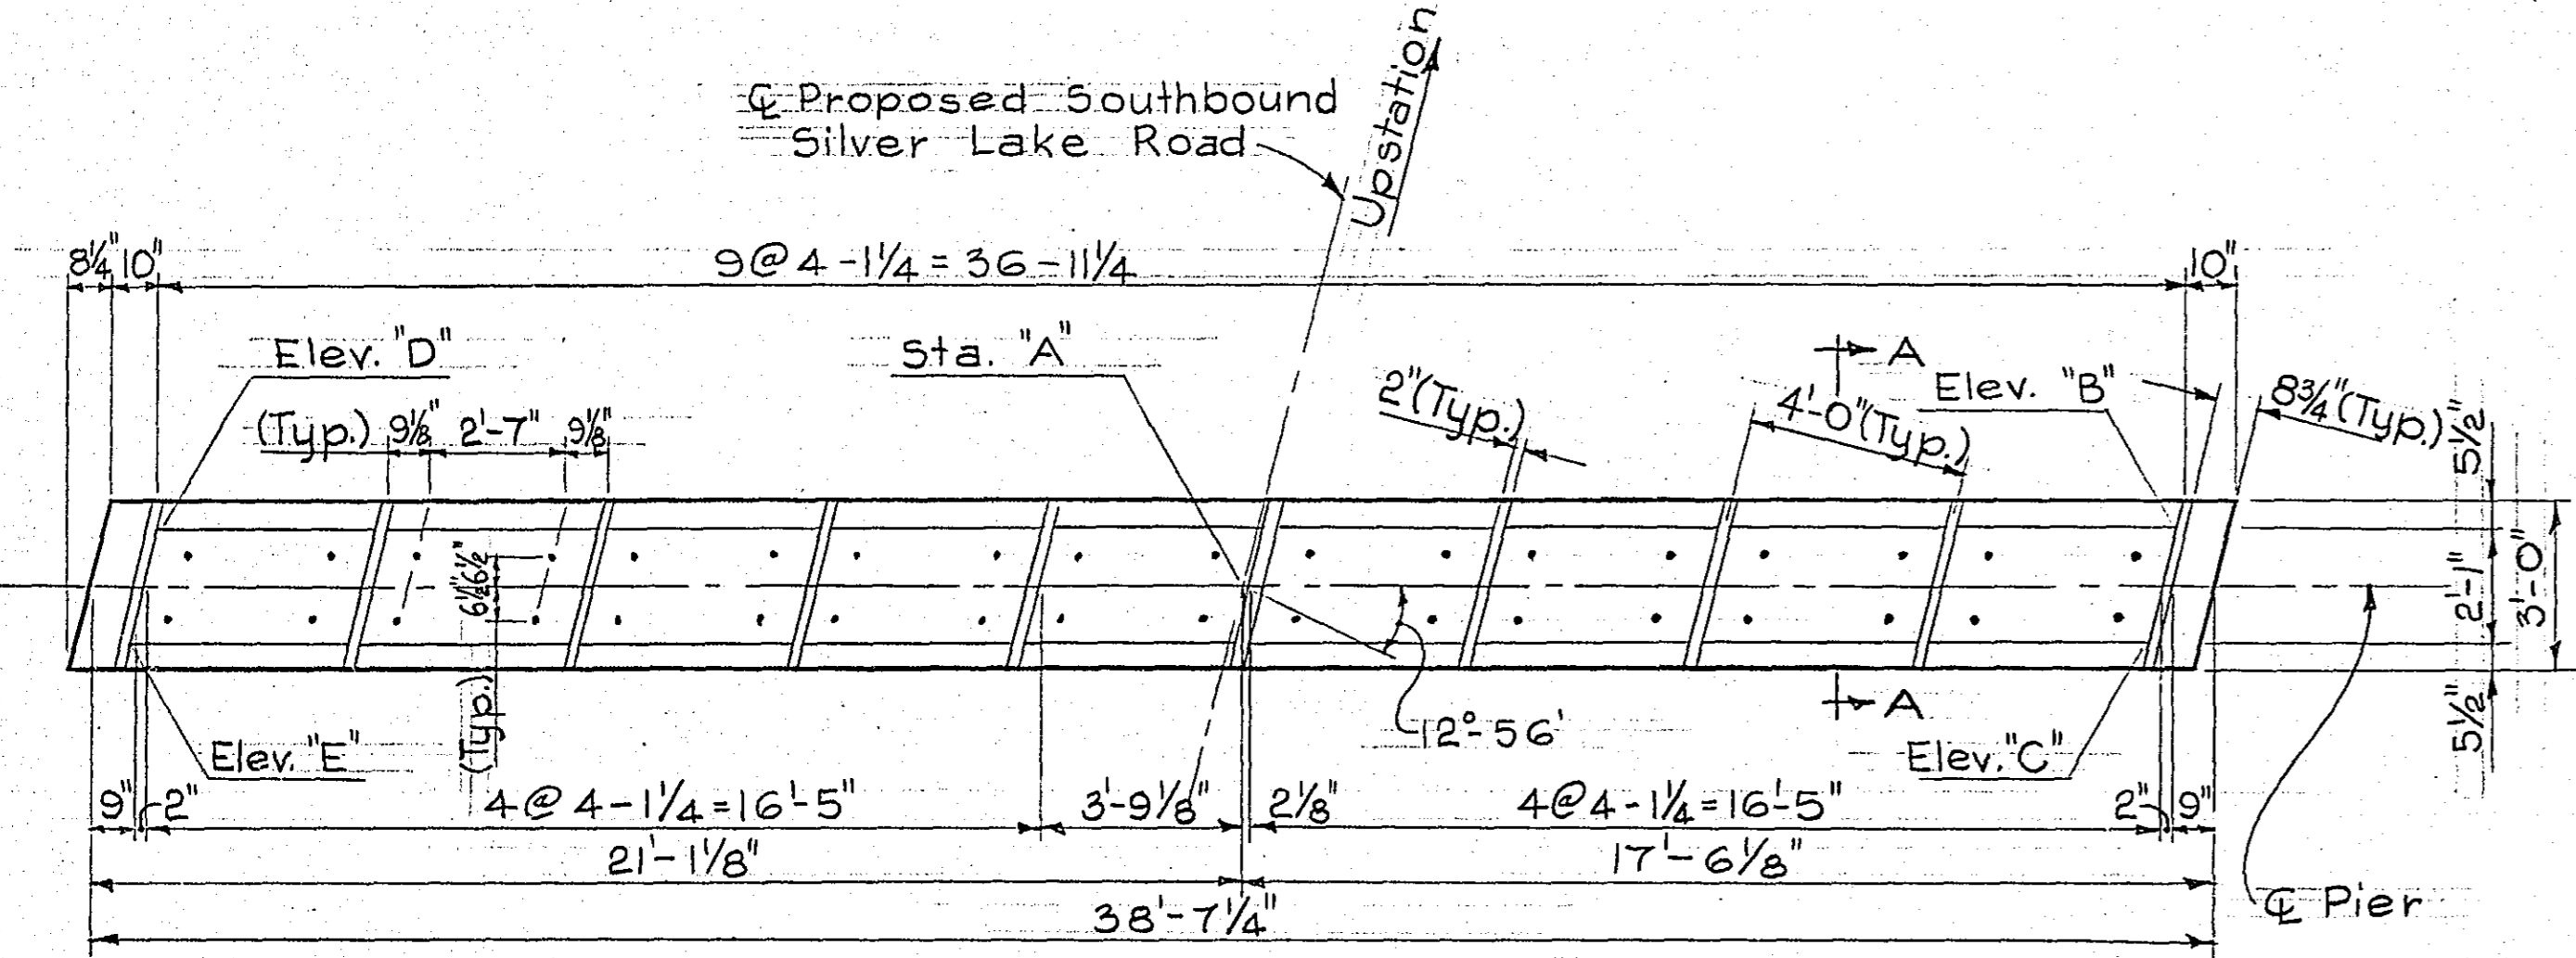 Upstation
℄ Proposed Southbound
Silver Lake Road
8¼" 10"
9@4-1¼ = 36-11¼
10"
Elev. "D"
Sta. "A"
A
Elev. "B"
2"(Typ.)
4'-0"(Typ.)
8¾"(Typ.)
(Typ.) 9⅛" 2'-7" 9⅛"
5½"
6½" 6½"
(Typ.)
2'-1"
3'-0"
5½"
12°-56'
A
Elev. "E"
Elev. "C"
9" 2" 4@4-1¼=16'-5" 3'-9⅛" 2⅛" 4@4-1¼=16'-5" 2" 9"
21'-1⅛" 17'-6⅛"
38'-7¼"
℄ Pier